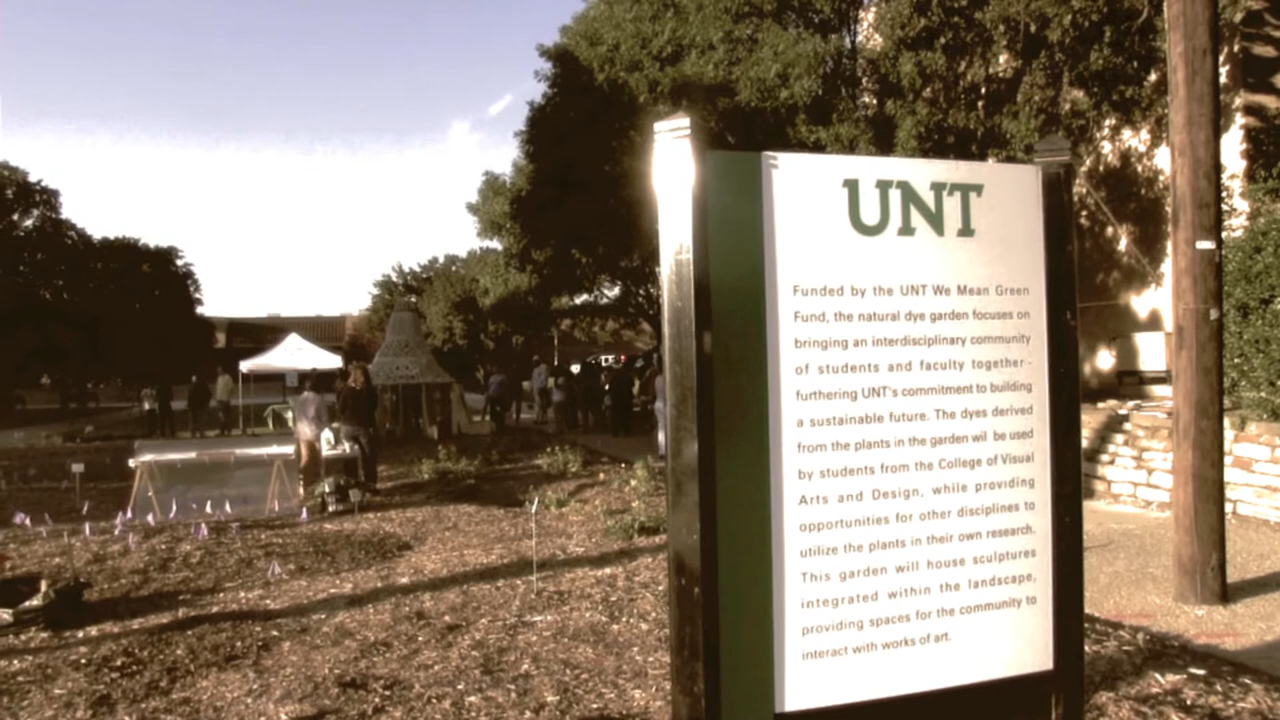 UNT
Funded by the UNT We Mean Green
Fund, the natural dye garden focuses on
bringing an interdisciplinary community
of students and faculty together-
furthering UNT's commitment to building
a sustainable future. The dyes derived
from the plants in the garden wil be used
by students from the College of Visual
Arts and Design, while providing
opportunities for other disciplines to
utilize the plants in their own research.
This garden will house sculptures
integrated within the landscape,
providing spaces for the community to
interact with works of art.